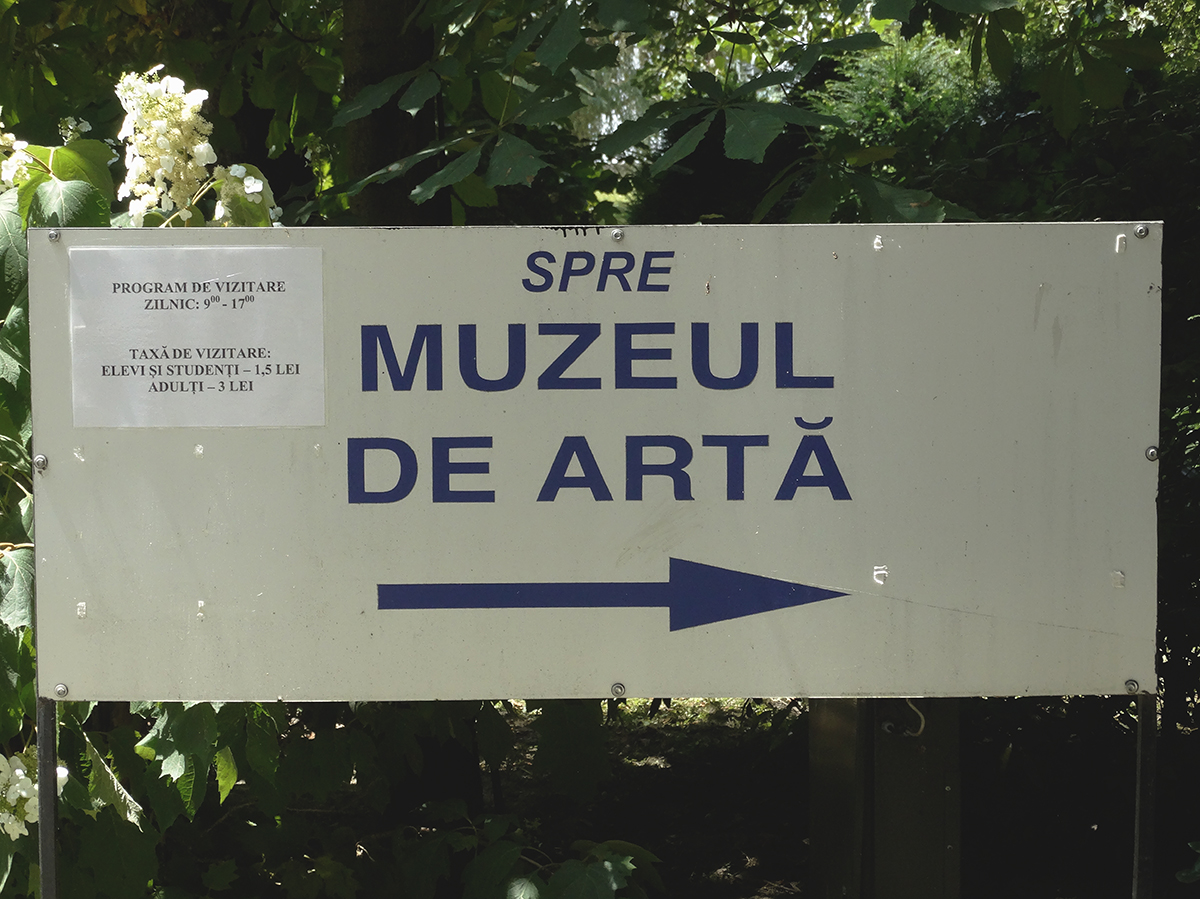 PROGRAM DE VIZITARE
ZILNIC: 9⁰⁰ - 17⁰⁰
TAXĂ DE VIZITARE:
ELEVI ȘI STUDENȚI – 1,5 LEI
ADULȚI – 3 LEI
SPRE
MUZEUL
DE ARTĂ